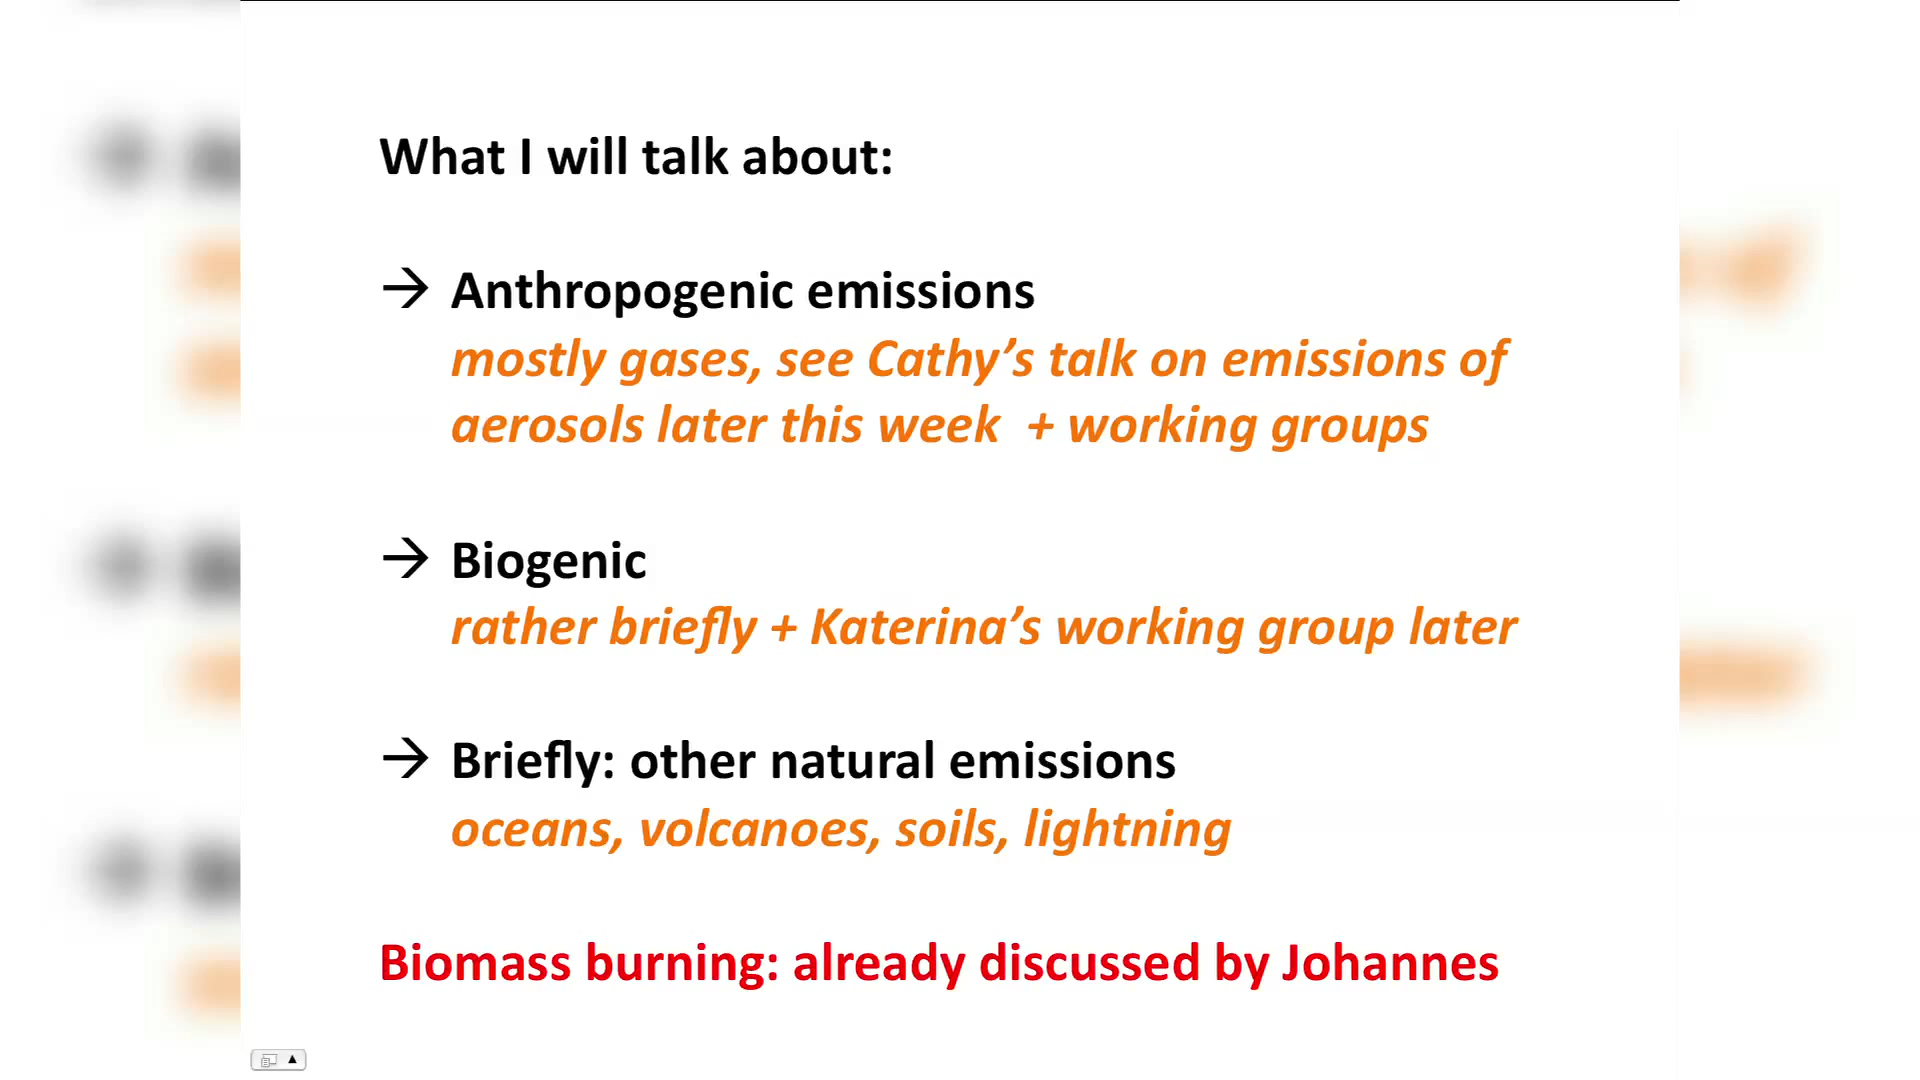 What I will talk about:
→ Anthropogenic emissions
mostly gases, see Cathy’s talk on emissions of
aerosols later this week + working groups
→ Biogenic
rather briefly + Katerina’s working group later
→ Briefly: other natural emissions
oceans, volcanoes, soils, lightning
Biomass burning: already discussed by Johannes